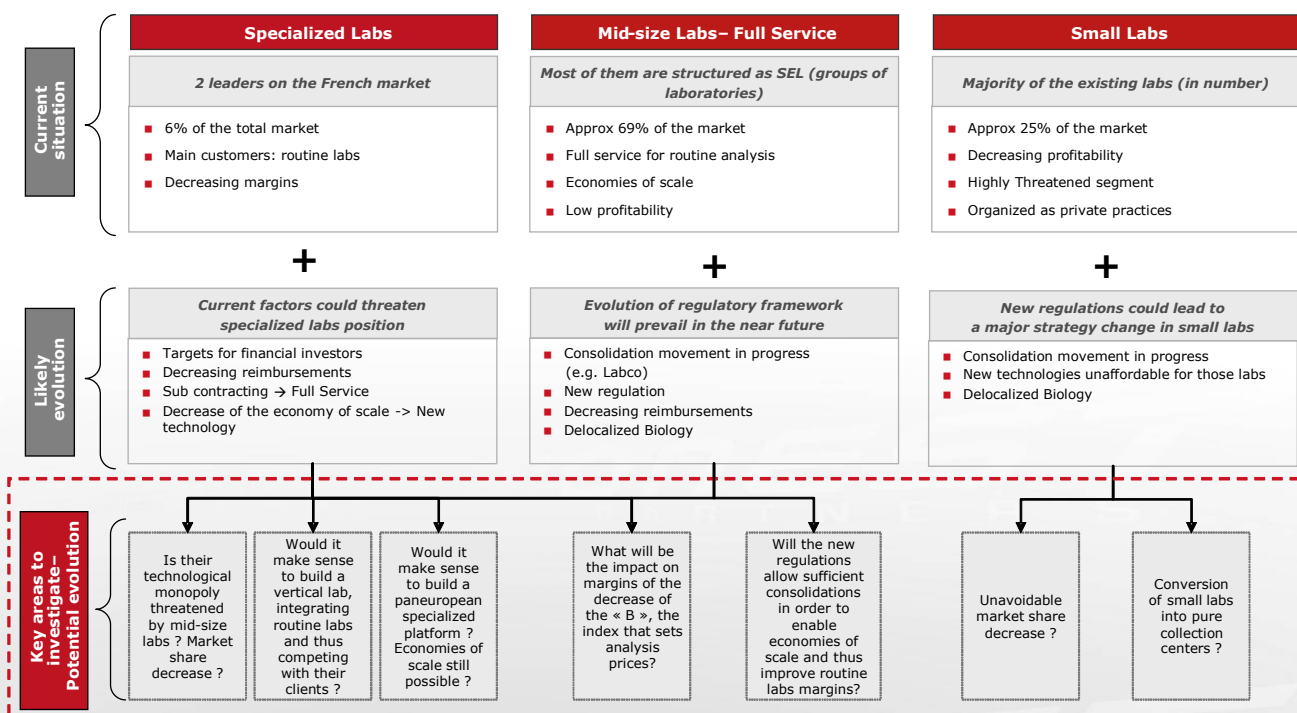 Specialized Labs
Mid-size Labs– Full Service
Small Labs
Current
situation
2 leaders on the French market
6% of the total market
Main customers: routine labs
Decreasing margins
Most of them are structured as SEL (groups of
laboratories)
Approx 69% of the market
Full service for routine analysis
Economies of scale
Low profitability
Majority of the existing labs (in number)
Approx 25% of the market
Decreasing profitability
Highly Threatened segment
Organized as private practices
+
+
+
Likely
evolution
Current factors could threaten
specialized labs position
Targets for financial investors
Decreasing reimbursements
Sub contracting → Full Service
Decrease of the economy of scale -> New
technology
Evolution of regulatory framework
will prevail in the near future
Consolidation movement in progress
(e.g. Labco)
New regulation
Decreasing reimbursements
Delocalized Biology
New regulations could lead to
a major strategy change in small labs
Consolidation movement in progress
New technologies unaffordable for those labs
Delocalized Biology
Key areas to
investigate–
Potential evolution
Is their
technological
monopoly
threatened
by mid-size
labs ? Market
share
decrease ?
Would it
make sense
to build a
vertical lab,
integrating
routine labs
and thus
competing
with their
clients ?
Would it
make sense
to build a
paneuropean
specialized
platform ?
Economies of
scale still
possible ?
What will be
the impact on
margins of the
decrease of
the « B », the
index that sets
analysis
prices?
Will the new
regulations
allow sufficient
consolidations
in order to
enable
economies of
scale and thus
improve routine
labs margins?
Unavoidable
market share
decrease ?
Conversion
of small labs
into pure
collection
centers ?